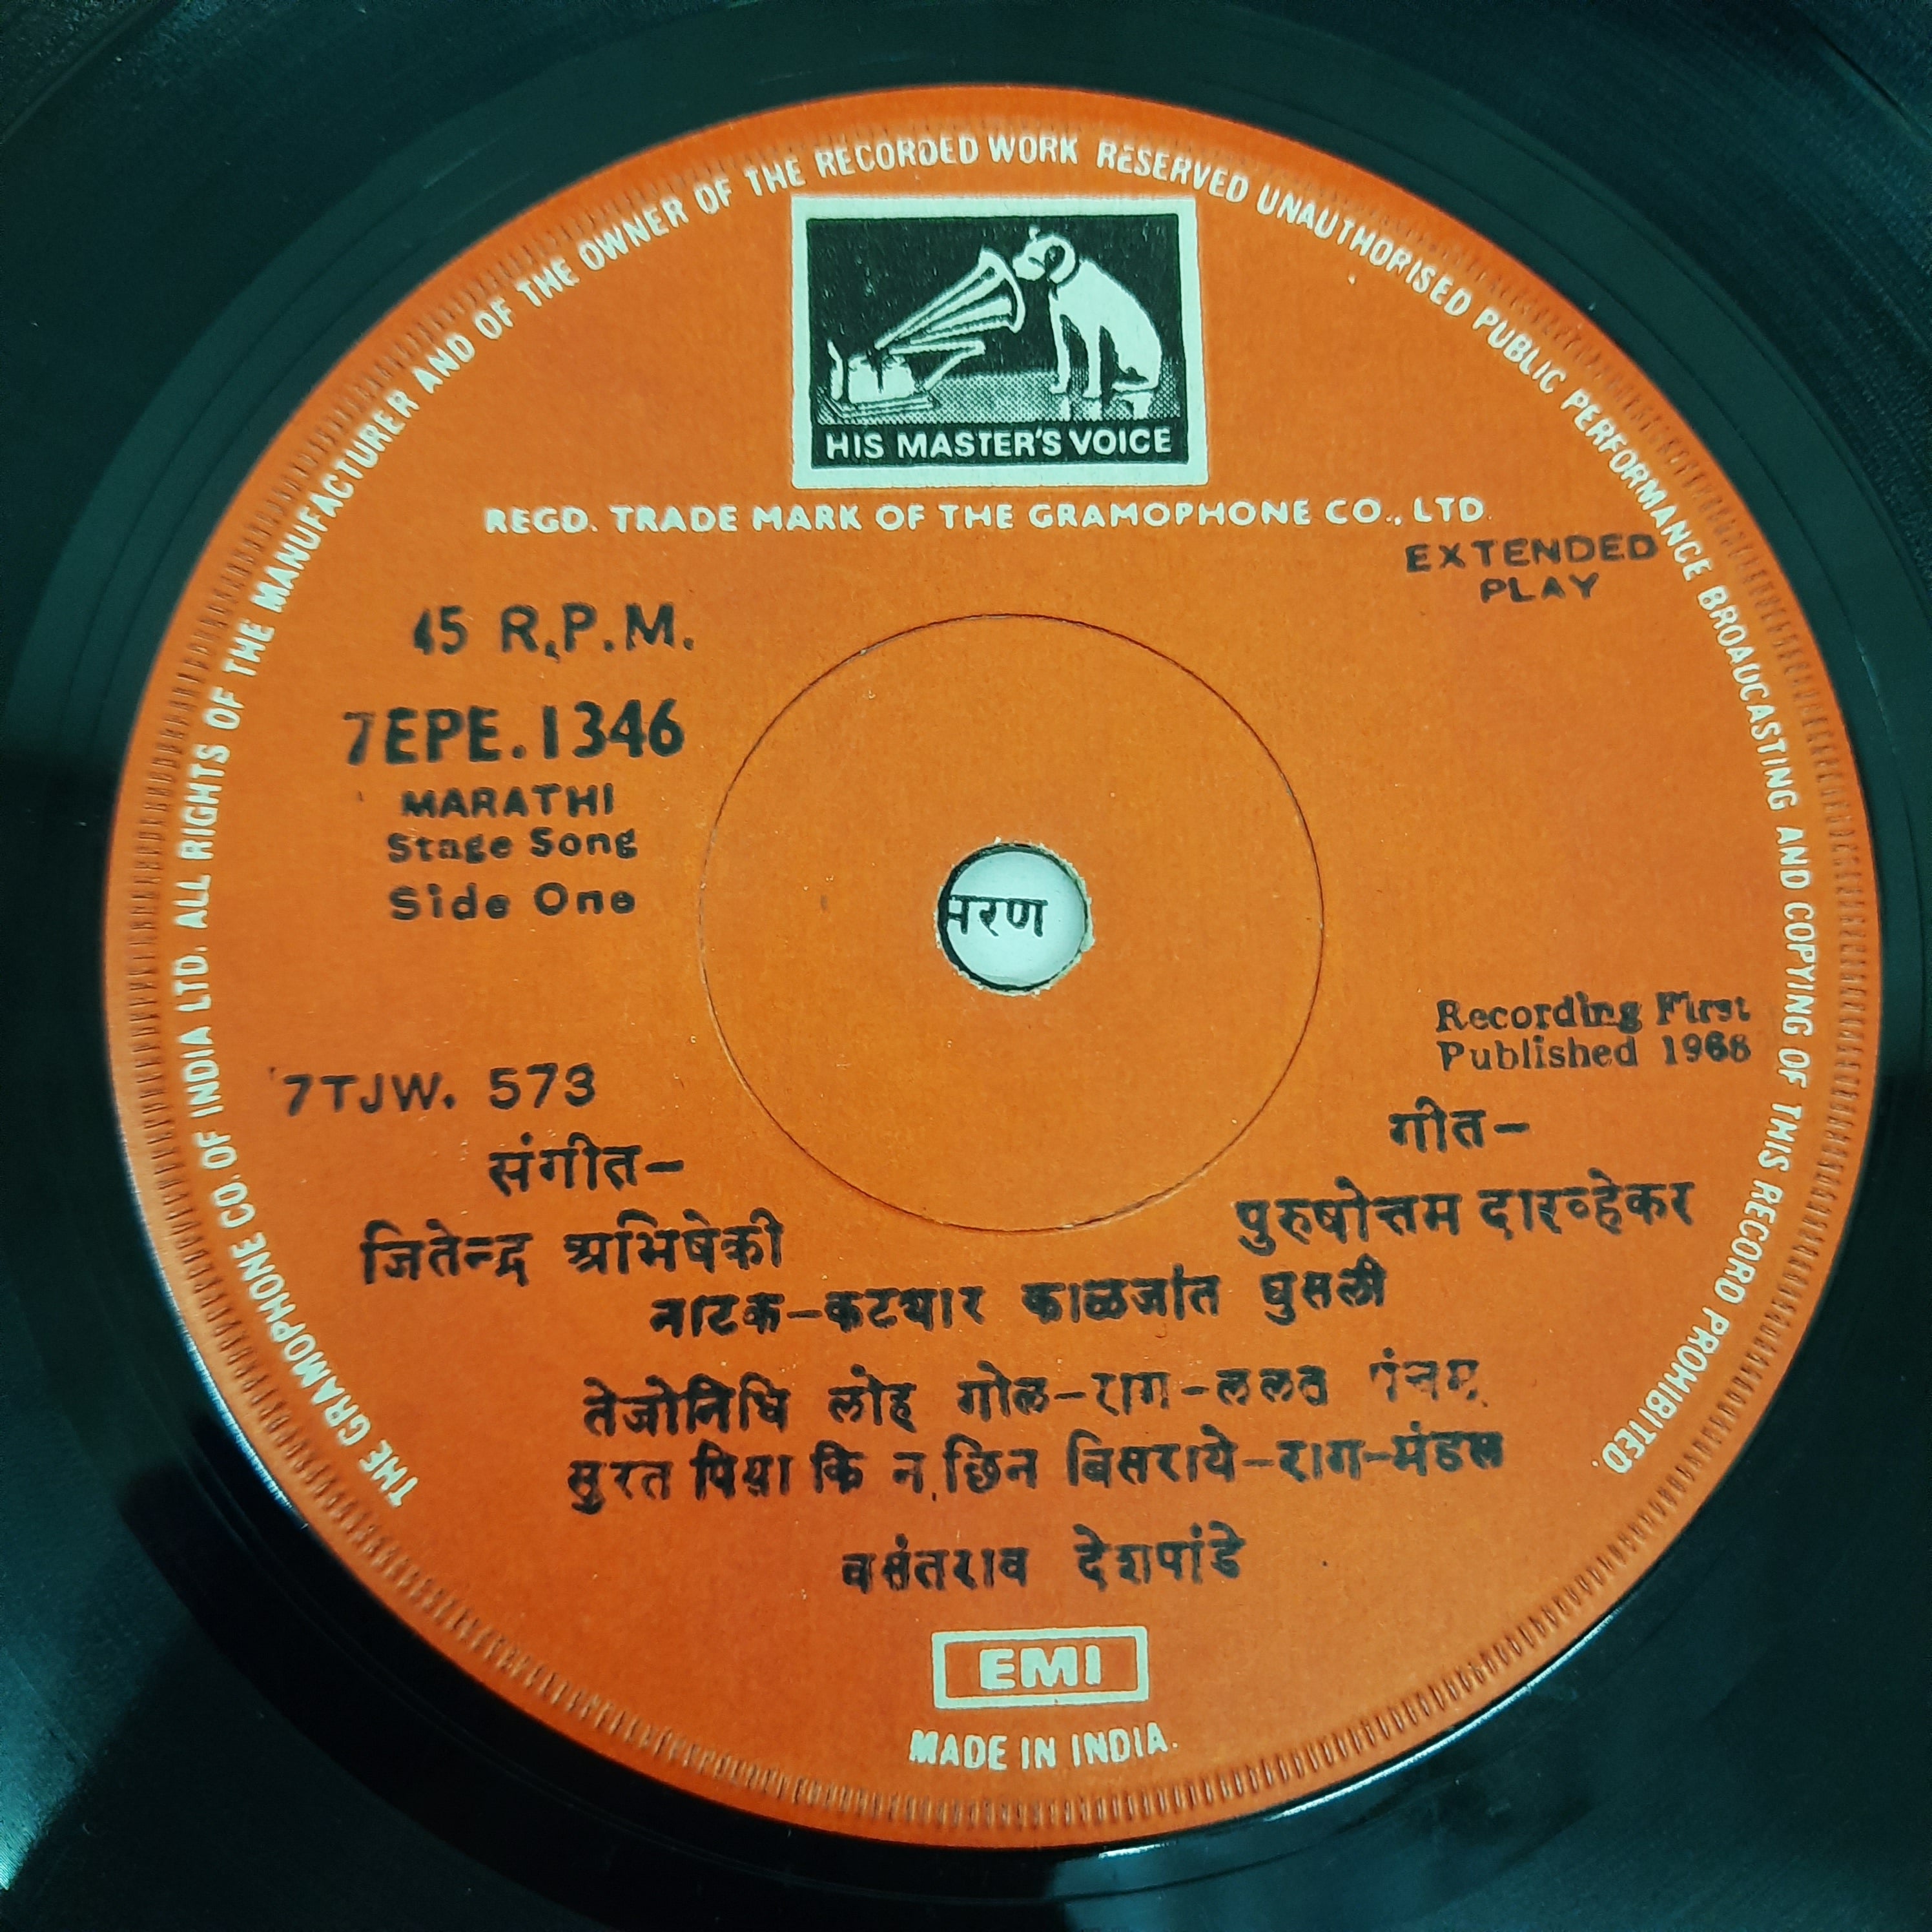 THE GRAMOPHONE CO. OF INDIA LTD. ALL RIGHTS OF THE MANUFACTURER AND OF THE OWNER OF THE RECORDED WORK RESERVED UNAUTHORISED PUBLIC PERFORMANCE BROADCASTING AND COPYING OF THIS RECORD PROHIBITED.
HIS MASTER'S VOICE
REGD. TRADE MARK OF THE GRAMOPHONE CO., LTD.
EXTENDED
PLAY
45 R.P.M.
7EPE.1346
MARATHI
Stage Song
Side One
मरण
Recording First
Published 1968
7TJW. 573
संगीत-
जितेन्द्र अभिषेकी
गीत-
पुरुषोत्तम दारव्हेकर
नाटक-कटयार काळजांत घुसली
तेजोनिधि लोह गोल-राग-ललत पंचम
सुरत पिया कि न छिन बिसराये-राग-मंडल
वसंतराव देशपांडे
EMI
MADE IN INDIA.